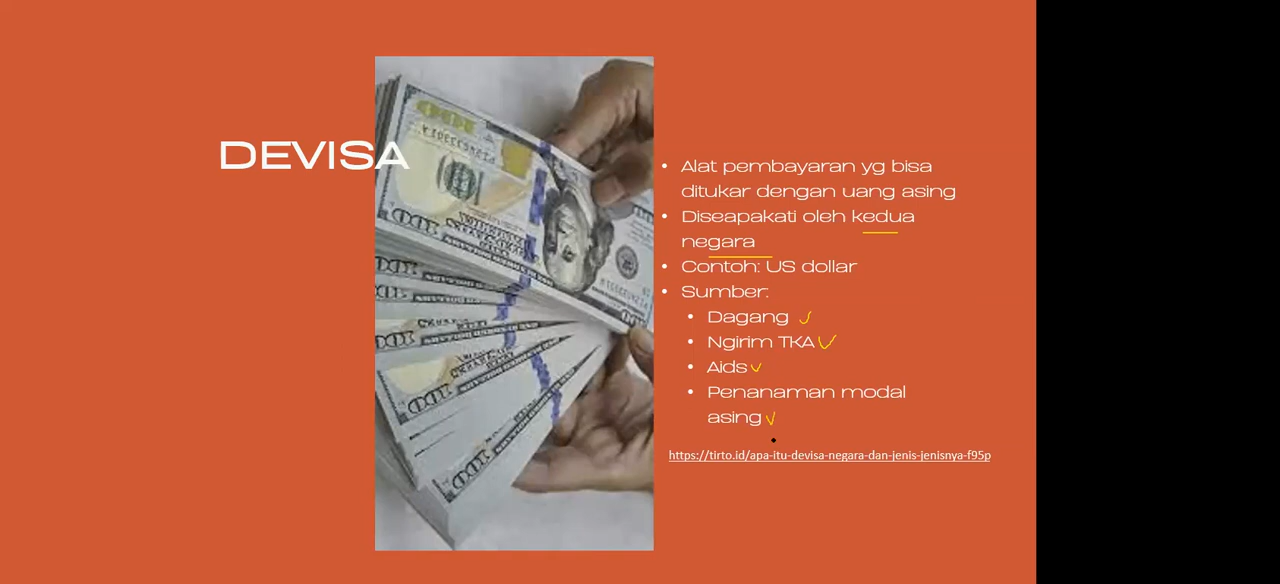 DEVISA
• Alat pembayaran yg bisa
ditukar dengan uang asing
• Diseapakati oleh kedua
negara
• Contoh: US dollar
• Sumber:
• Dagang
• Ngirim TKA
• Aids
• Penanaman modal
asing
https://tirto.id/apa-itu-devisa-negara-dan-jenis-jenisnya-f95p